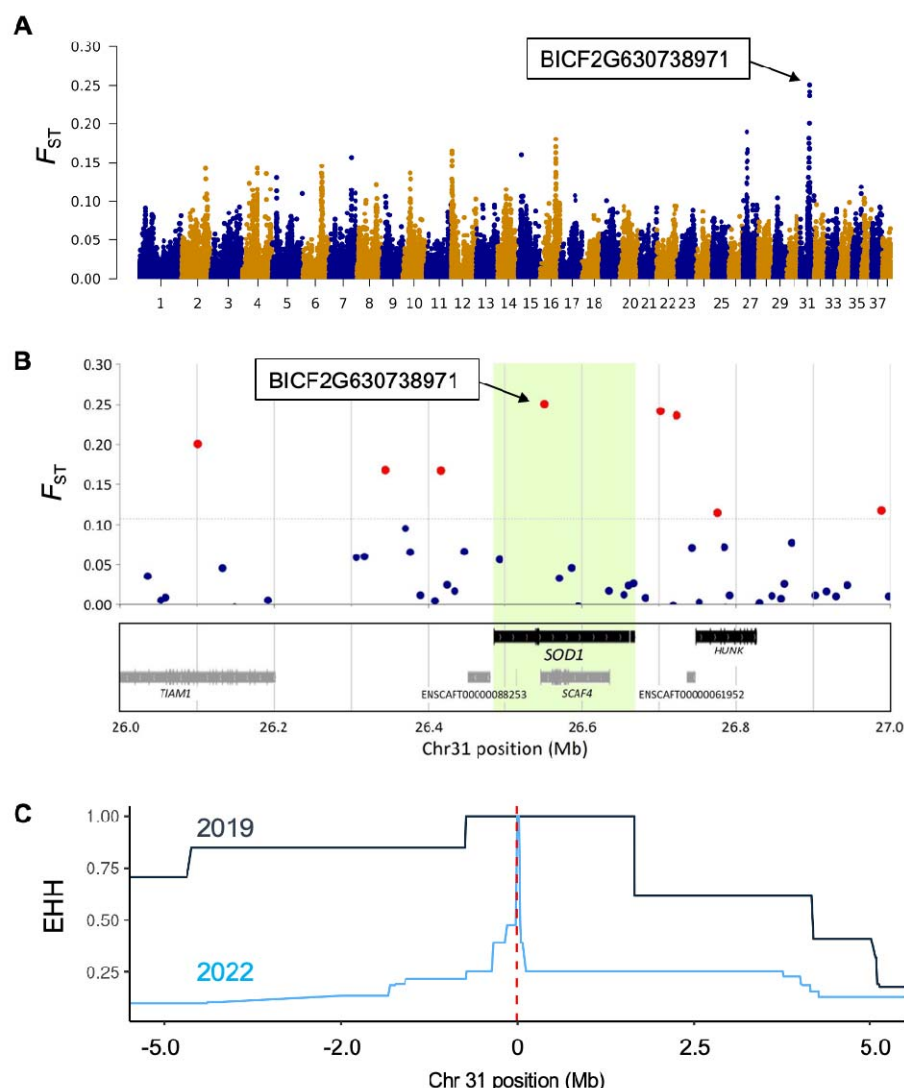 A
0.30
BICF2G630738971
0.25
0.20
FST
0.15
0.10
0.05
0.00
1 2 3 4 5 6 7 8 9 10 11 12 13 14 15 16 17 18 20 21 22 23 25 27 29 31 33 35 37
B
0.30
BICF2G630738971
0.25
0.20
FST
0.15
0.10
0.05
0.00
SOD1
HUNK
TIAM1
ENSCAFT00000088253
SCAF4
ENSCAFT00000061952
26.0 26.2 26.4 26.6 26.8 27.0
Chr31 position (Mb)
C
1.00
2019
0.75
EHH
0.50
2022
0.25
-5.0 -2.0 0 2.5 5.0
Chr 31 position (Mb)